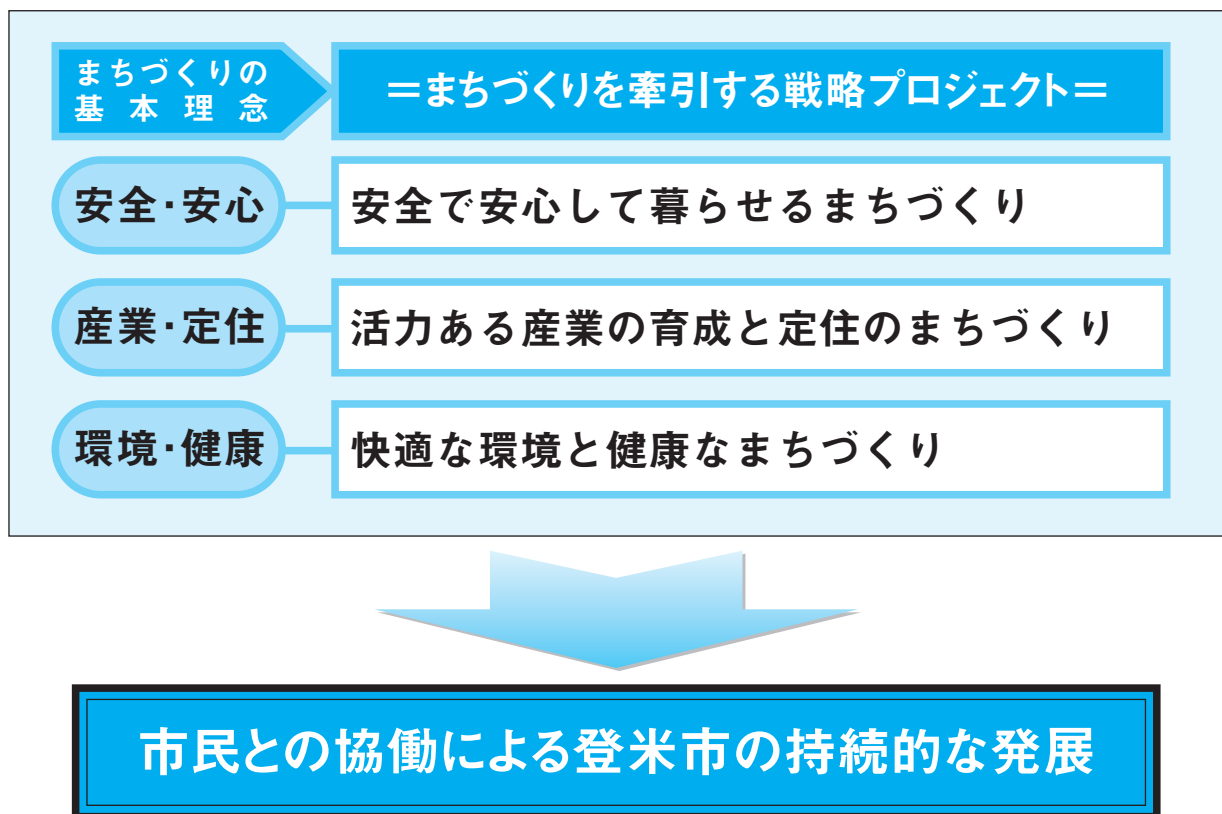 まちづくりの
基本理念
＝まちづくりを牽引する戦略プロジェクト＝
安全・安心
安全で安心して暮らせるまちづくり
産業・定住
活力ある産業の育成と定住のまちづくり
環境・健康
快適な環境と健康なまちづくり
市民との協働による登米市の持続的な発展